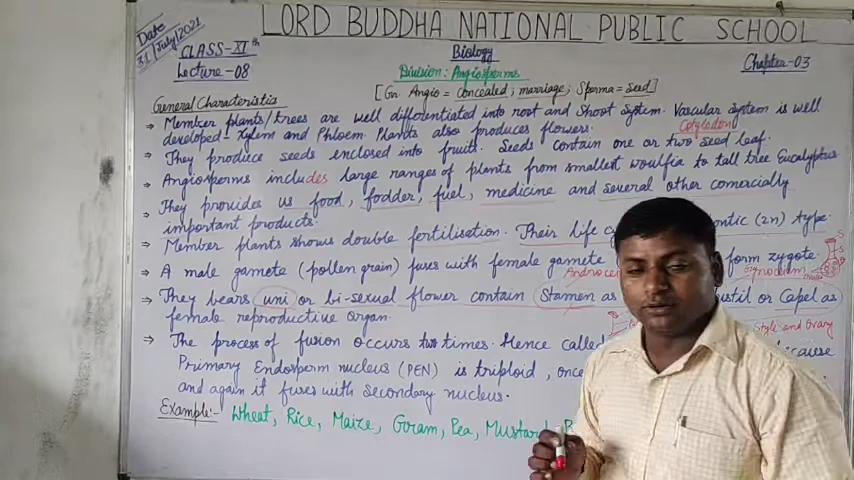 LORD BUDDHA NATIONAL PUBLIC SCHOOL
Date
31/July/2021
CLASS-XIth
Lecture-08
Biology
Division: Angiosperms
Chapter-03
[Gr. Angio = Concealed; marriage; Sperma = Seed]
General Characteristics
→ Member plants/trees are well differentiated into root and Shoot System. Vascular System is well
developed - Xylem and Phloem. Plants also produces flowers.
Cotyledon
→ They produce seeds enclosed into fruits. Seeds contain one or two seed leaf.
→ Angiosperms includes large ranges of plants from smallest woulfia to tall tree Eucalyptus
→ They provides us food, fodder, fuel, medicine and several other comercially
important products.
→ Member plants shows double fertilisation. Their life ontic (2n) type.
→ A male gamete (pollen grain) fuses with female gamete form zygote.
→ They bears uni or bi-sexual flower contain Stamen as or Capel as
female reproductive organ.
Style and Ovary
→ The process of fusion occurs two times. Hence called because
Primary Endosperm nucleus (PEN) is triploid, once
and again it fuses with secondary nucleus.
Example:- Wheat, Rice, Maize, Gram, Pea, Mustard